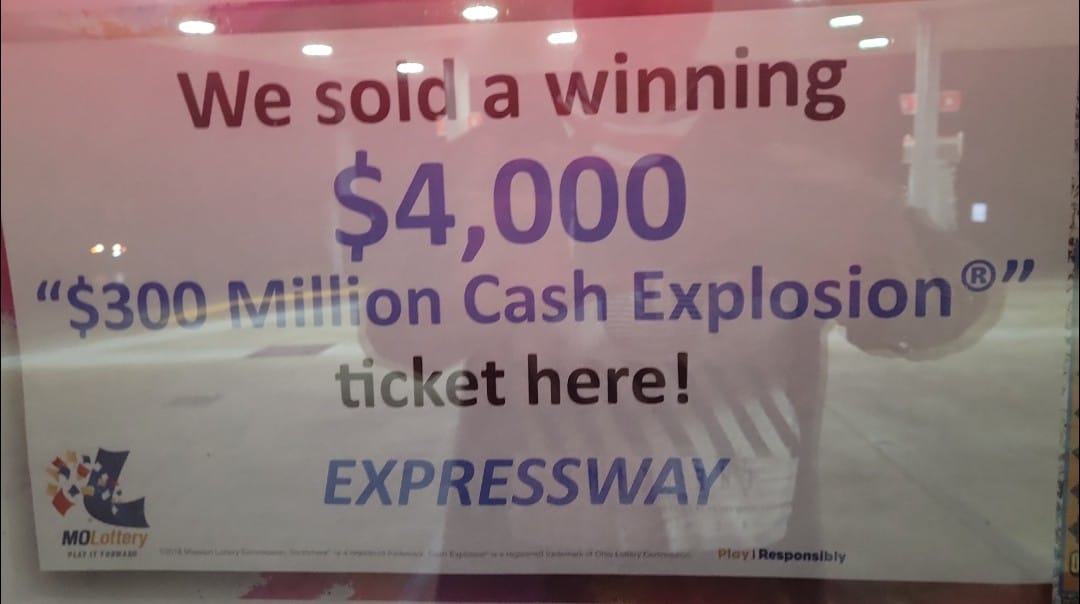 We sold a winning
$4,000
“$300 Million Cash Explosion®”
ticket here!
EXPRESSWAY
MOLottery
PLAY IT FORWARD
Play Responsibly